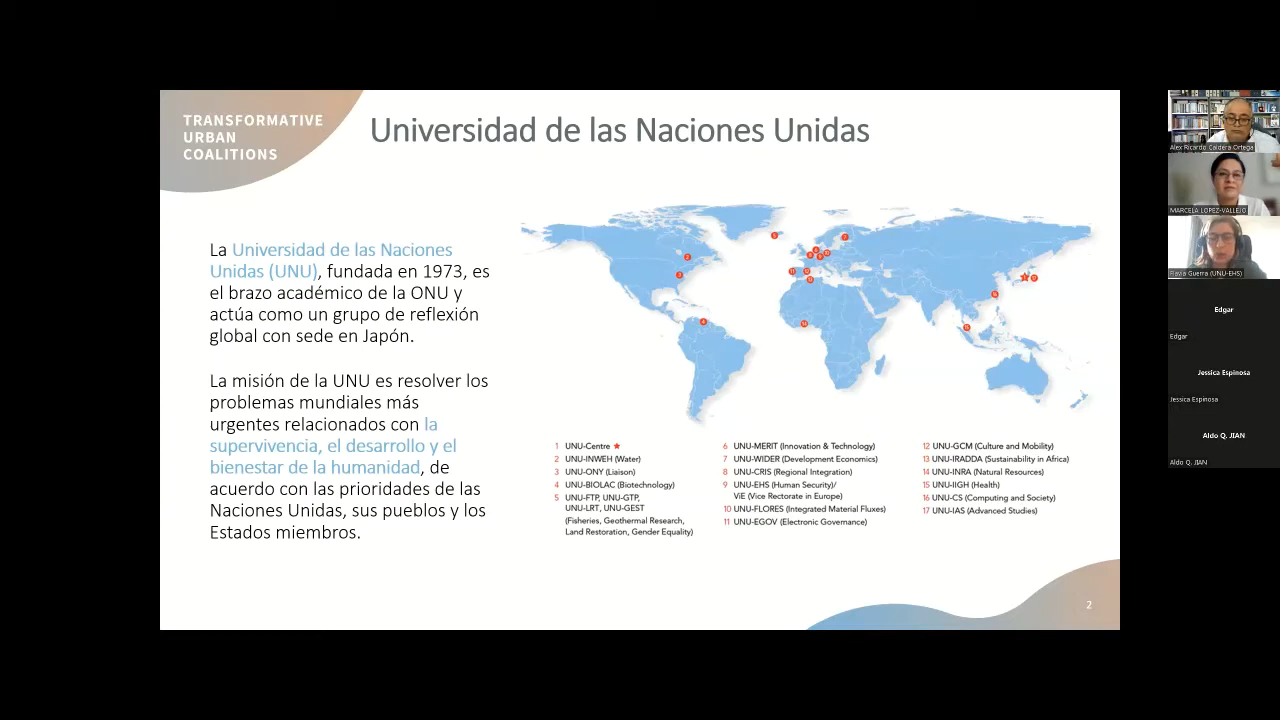 TRANSFORMATIVE
URBAN
COALITIONS
Universidad de las Naciones Unidas
La Universidad de las Naciones
Unidas (UNU), fundada en 1973, es
el brazo académico de la ONU y
actúa como un grupo de reflexión
global con sede en Japón.
La misión de la UNU es resolver los
problemas mundiales más
urgentes relacionados con la
supervivencia, el desarrollo y el
bienestar de la humanidad, de
acuerdo con las prioridades de las
Naciones Unidas, sus pueblos y los
Estados miembros.
1 UNU-Centre
2 UNU-INWEH (Water)
3 UNU-ONY (Liaison)
4 UNU-BIOLAC (Biotechnology)
5 UNU-FTP, UNU-GTP,
UNU-LRT, UNU-GEST
(Fisheries, Geothermal Research,
Land Restoration, Gender Equality)
6 UNU-MERIT (Innovation & Technology)
7 UNU-WIDER (Development Economics)
8 UNU-CRIS (Regional Integration)
9 UNU-EHS (Human Security)/
ViE (Vice Rectorate in Europe)
10 UNU-FLORES (Integrated Material Fluxes)
11 UNU-EGOV (Electronic Governance)
12 UNU-GCM (Culture and Mobility)
13 UNU-IRADDA (Sustainability in Africa)
14 UNU-INRA (Natural Resources)
15 UNU-IIGH (Health)
16 UNU-CS (Computing and Society)
17 UNU-IAS (Advanced Studies)
2
Alex Ricardo Caldera Ortega
MARCELA LOPEZ-VALLEJO
Flavia Guerra (UNU-EHS)
Edgar
Edgar
Jessica Espinosa
Jessica Espinosa
Aldo Q. JIAN
Aldo Q. JIAN